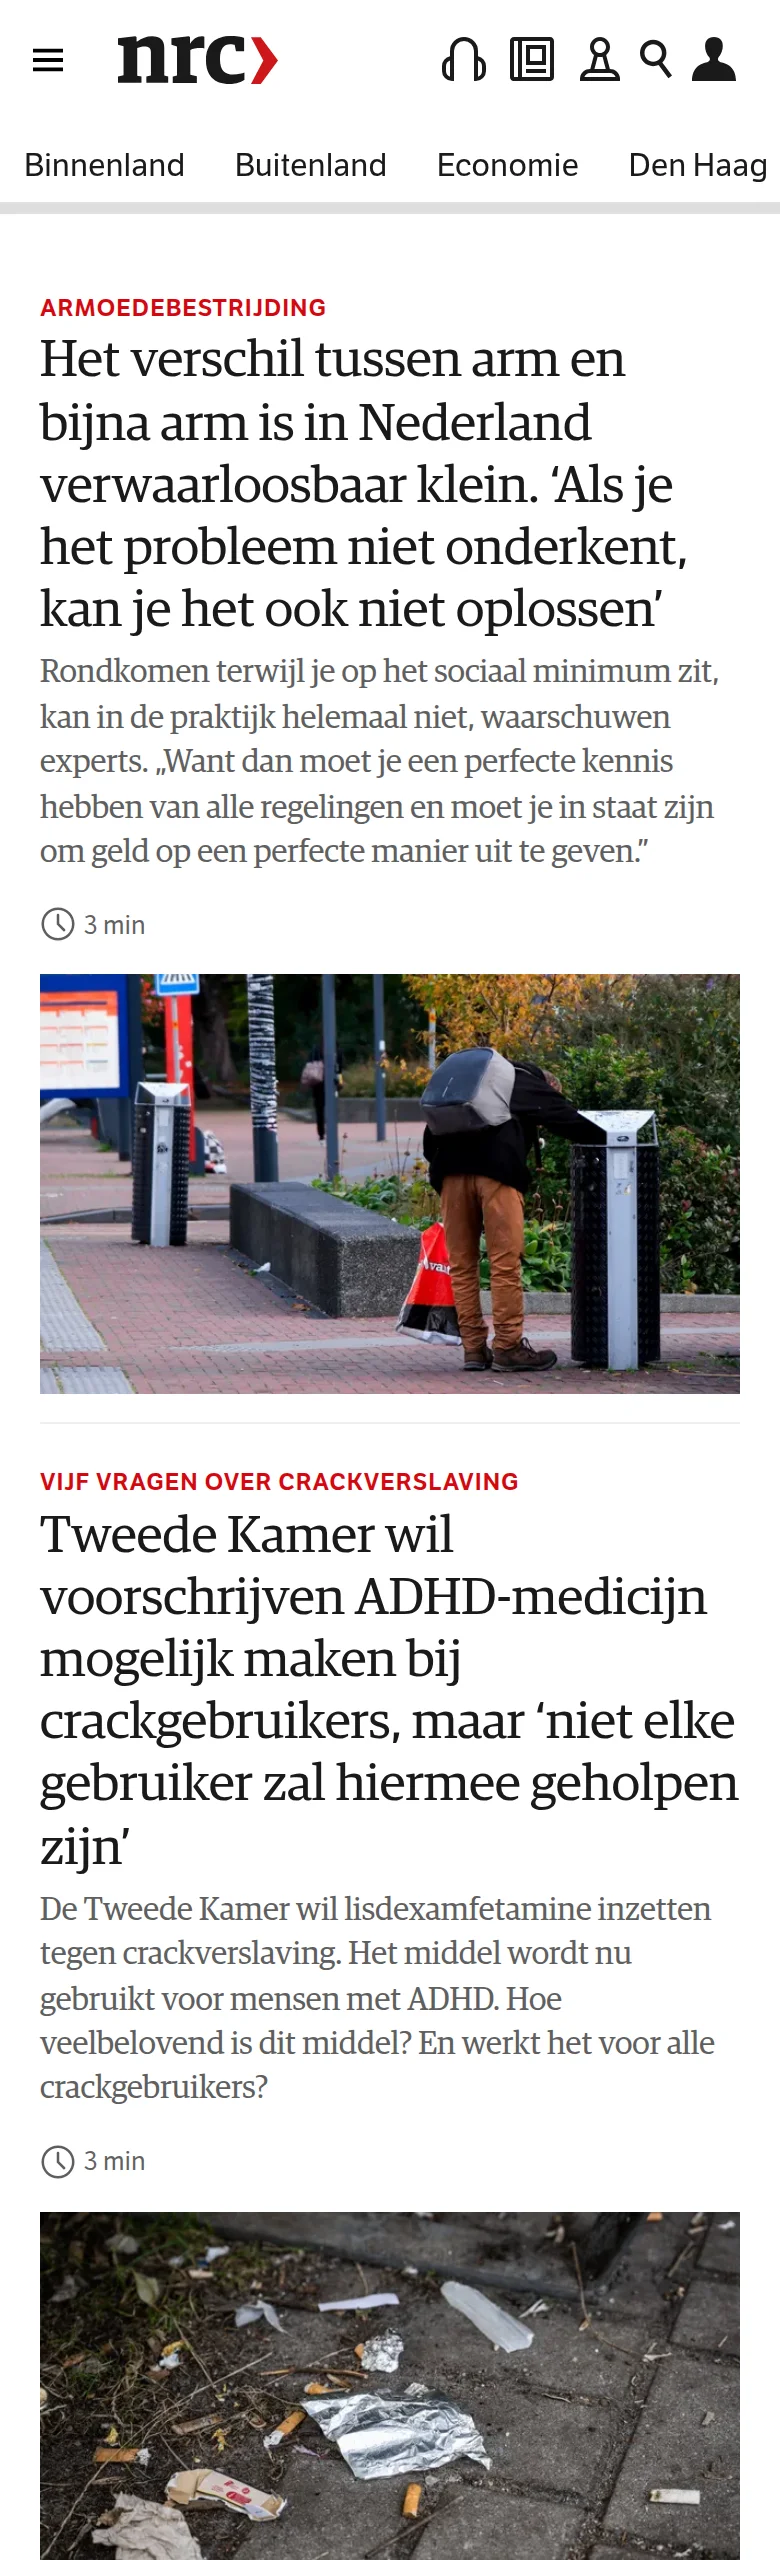 nrc
Binnenland Buitenland Economie Den Haag
ARMOEDEBESTRIJDING
Het verschil tussen arm en
bijna arm is in Nederland
verwaarloosbaar klein. ‘Als je
het probleem niet onderkent,
kan je het ook niet oplossen’
Rondkomen terwijl je op het sociaal minimum zit,
kan in de praktijk helemaal niet, waarschuwen
experts. „Want dan moet je een perfecte kennis
hebben van alle regelingen en moet je in staat zijn
om geld op een perfecte manier uit te geven.”
3 min
VIJF VRAGEN OVER CRACKVERSLAVING
Tweede Kamer wil
voorschrijven ADHD-medicijn
mogelijk maken bij
crackgebruikers, maar ‘niet elke
gebruiker zal hiermee geholpen
zijn’
De Tweede Kamer wil lisdexamfetamine inzetten
tegen crackverslaving. Het middel wordt nu
gebruikt voor mensen met ADHD. Hoe
veelbelovend is dit middel? En werkt het voor alle
crackgebruikers?
3 min